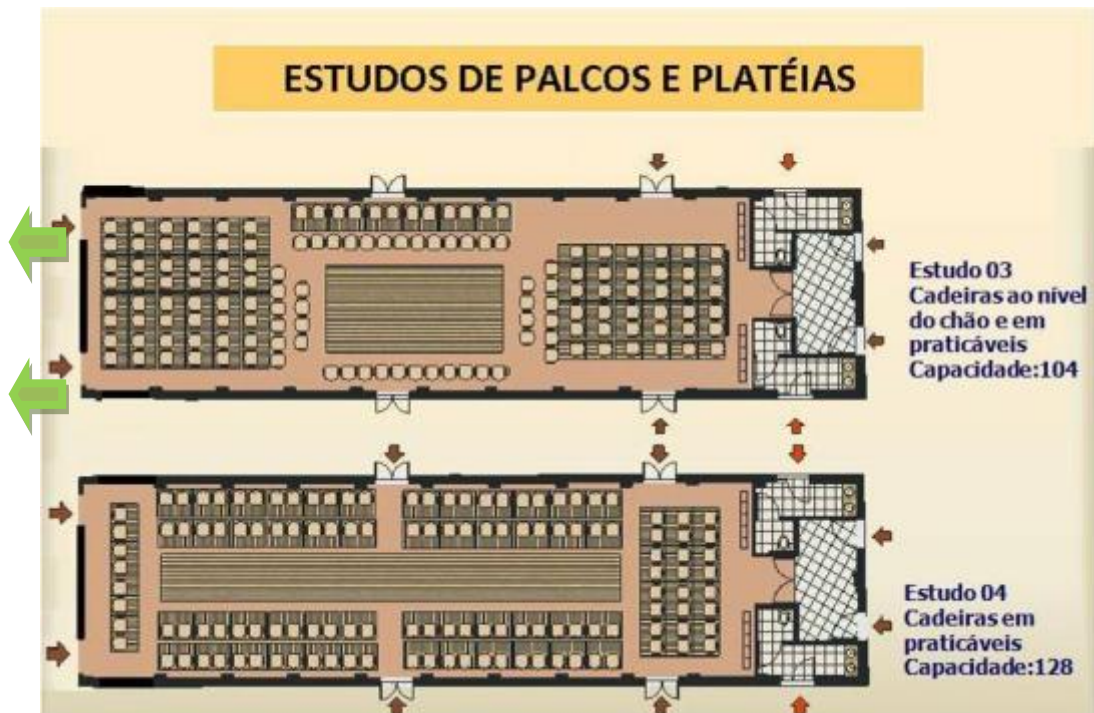 ESTUDOS DE PALCOS E PLATÉIAS
Estudo 03
Cadeiras ao nível
do chão e em
praticáveis
Capacidade:104
Estudo 04
Cadeiras em
praticáveis
Capacidade:128